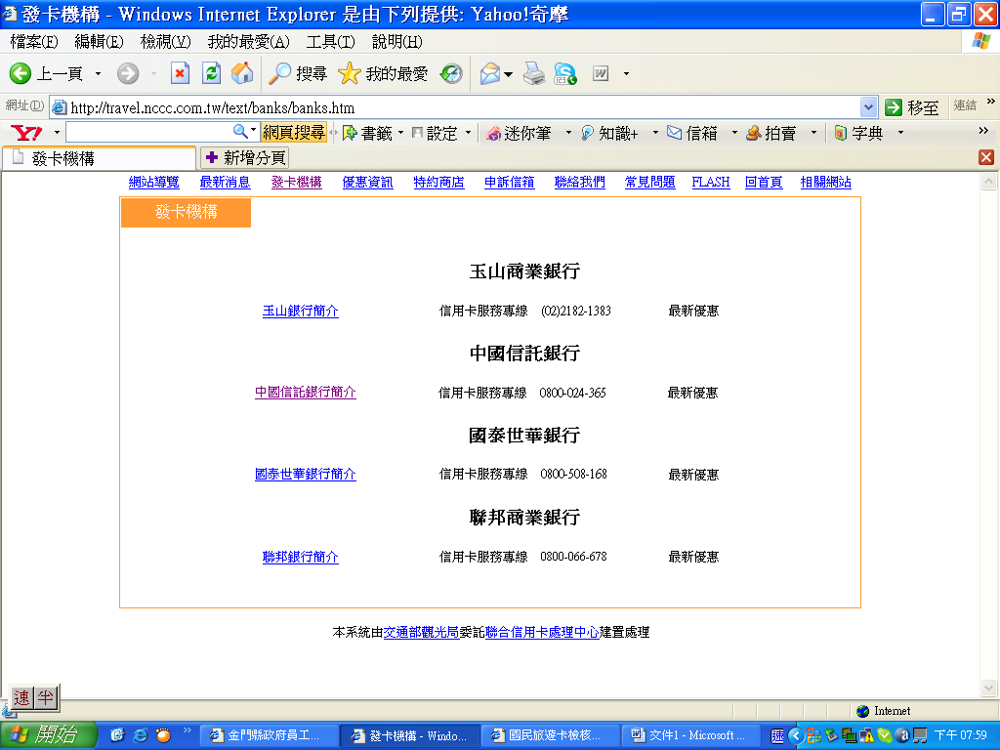 發卡機構 - Windows Internet Explorer 是由下列提供: Yahoo!奇摩
檔案(F) 編輯(E) 檢視(V) 我的最愛(A) 工具(T) 說明(H)
上一頁 搜尋 我的最愛
網址(D) http://travel.nccc.com.tw/text/banks/banks.htm 移至 連結 »
Y! 網頁搜尋 書籤 設定 迷你筆 知識+ 信箱 拍賣 字典 »
發卡機構 新增分頁
網站導覽 最新消息 發卡機構 優惠資訊 特約商店 申訴信箱 聯絡我們 常見問題 FLASH 回首頁 相關網站
發卡機構
玉山商業銀行
玉山銀行簡介 信用卡服務專線 (02)2182-1383 最新優惠
中國信託銀行
中國信託銀行簡介 信用卡服務專線 0800-024-365 最新優惠
國泰世華銀行
國泰世華銀行簡介 信用卡服務專線 0800-508-168 最新優惠
聯邦商業銀行
聯邦銀行簡介 信用卡服務專線 0800-066-678 最新優惠
本系統由交通部觀光局委託聯合信用卡處理中心建置處理
速 半
Internet
開始 » 金門縣政府員工... 發卡機構 - Windo... 國民旅遊卡檢核... 文件1 - Microsoft ... 下午 07:59